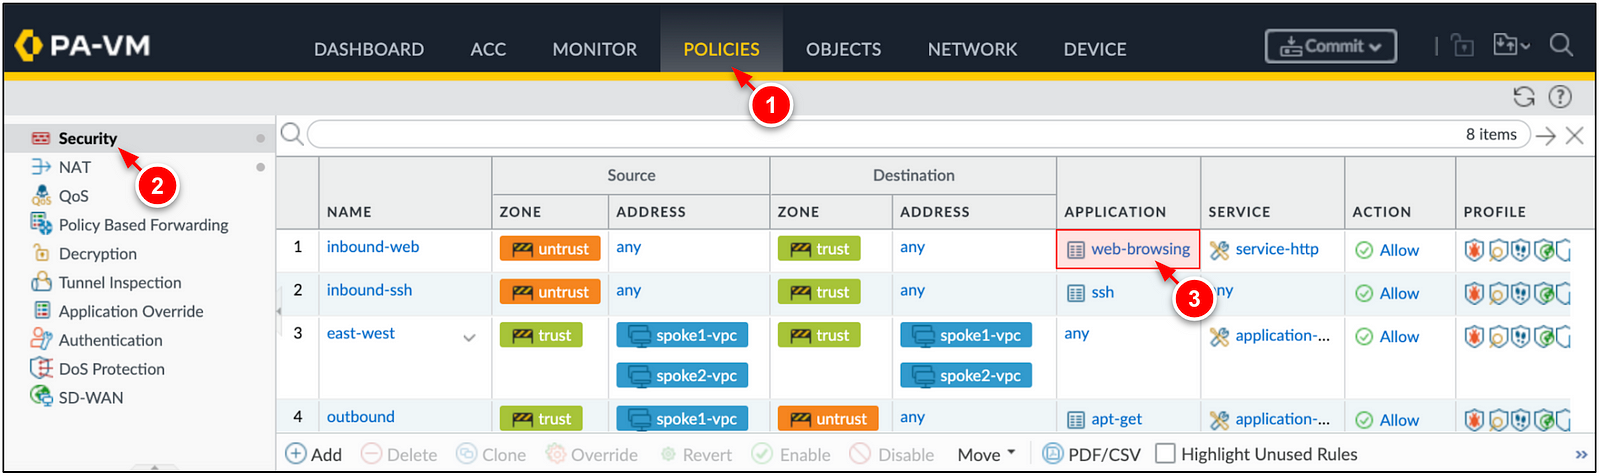 PA-VM DASHBOARD ACC MONITOR POLICIES OBJECTS NETWORK DEVICE Commit
1
8 items
Security
NAT
2
QoS
Policy Based Forwarding
Decryption
Tunnel Inspection
Application Override
Authentication
DoS Protection
SD-WAN
Source Destination
NAME ZONE ADDRESS ZONE ADDRESS APPLICATION SERVICE ACTION PROFILE
1 inbound-web untrust any trust any web-browsing service-http Allow
3
2 inbound-ssh untrust any trust any ssh ny Allow
3 east-west trust spoke1-vpc trust spoke1-vpc any application-... Allow
spoke2-vpc spoke2-vpc
4 outbound trust spoke1-vpc untrust any apt-get application-... Allow
Add Delete Clone Override Revert Enable Disable Move PDF/CSV Highlight Unused Rules »